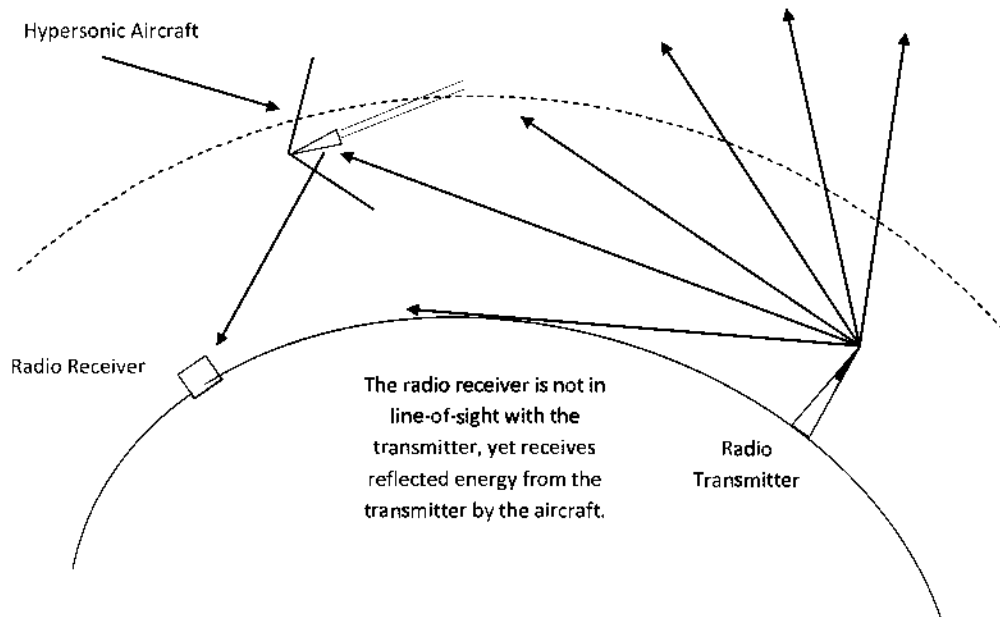 Hypersonic Aircraft
Radio Receiver
The radio receiver is not in
line-of-sight with the
transmitter, yet receives
reflected energy from the
transmitter by the aircraft.
Radio
Transmitter